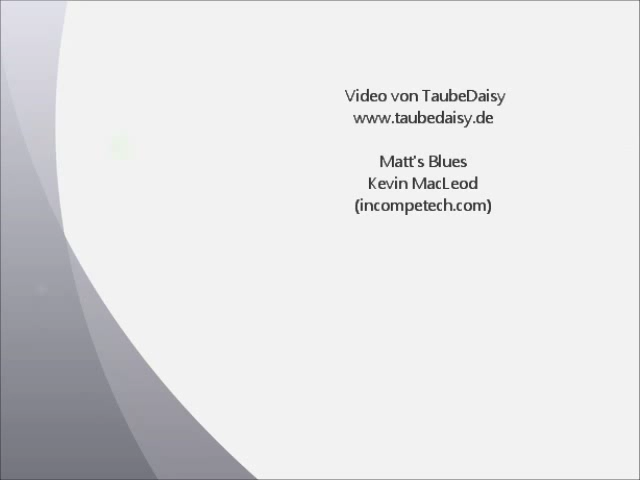 Video von TaubeDaisy
www.taubedaisy.de
Matt's Blues
Kevin MacLeod
(incompetech.com)